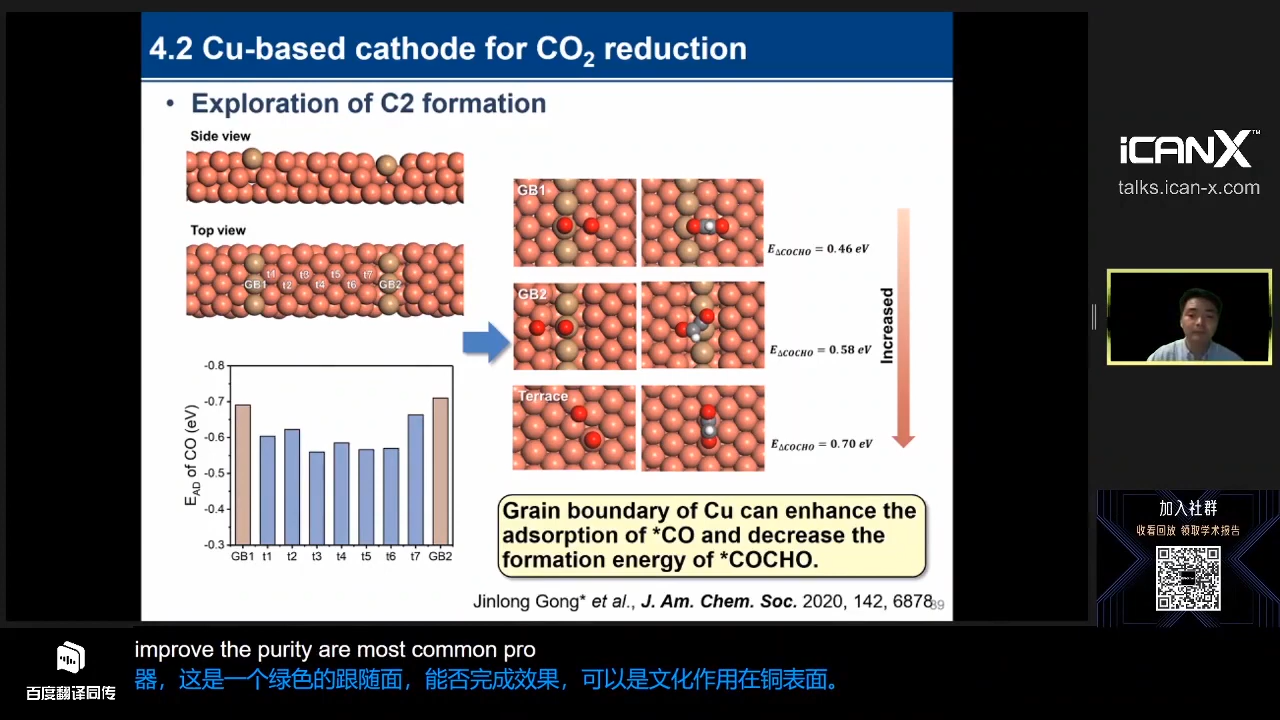 4.2 Cu-based cathode for CO₂ reduction
• Exploration of C2 formation
Side view
Top view
GB1 t1 t2 t3 t4 t5 t6 t7 GB2
-0.8
-0.7
-0.6
-0.5
-0.4
-0.3
E_AD of CO (eV)
GB1 t1 t2 t3 t4 t5 t6 t7 GB2
GB1
E_ΔCOCHO = 0.46 eV
GB2
E_ΔCOCHO = 0.58 eV
Terrace
E_ΔCOCHO = 0.70 eV
Increased
Grain boundary of Cu can enhance the
adsorption of *CO and decrease the
formation energy of *COCHO.
Jinlong Gong* et al., J. Am. Chem. Soc. 2020, 142, 6878
39
iCANX™
talks.ican-x.com
加入社群
收看回放 领取学术报告
百度翻译同传
improve the purity are most common pro
器，这是一个绿色的跟随面，能否完成效果，可以是文化作用在铜表面。